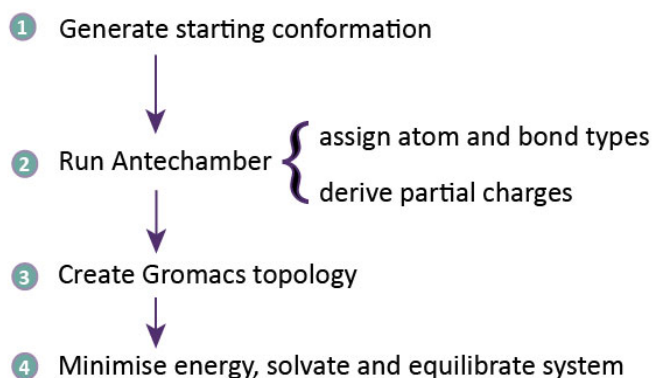 1 Generate starting conformation
assign atom and bond types
2 Run Antechamber
derive partial charges
3 Create Gromacs topology
4 Minimise energy, solvate and equilibrate system